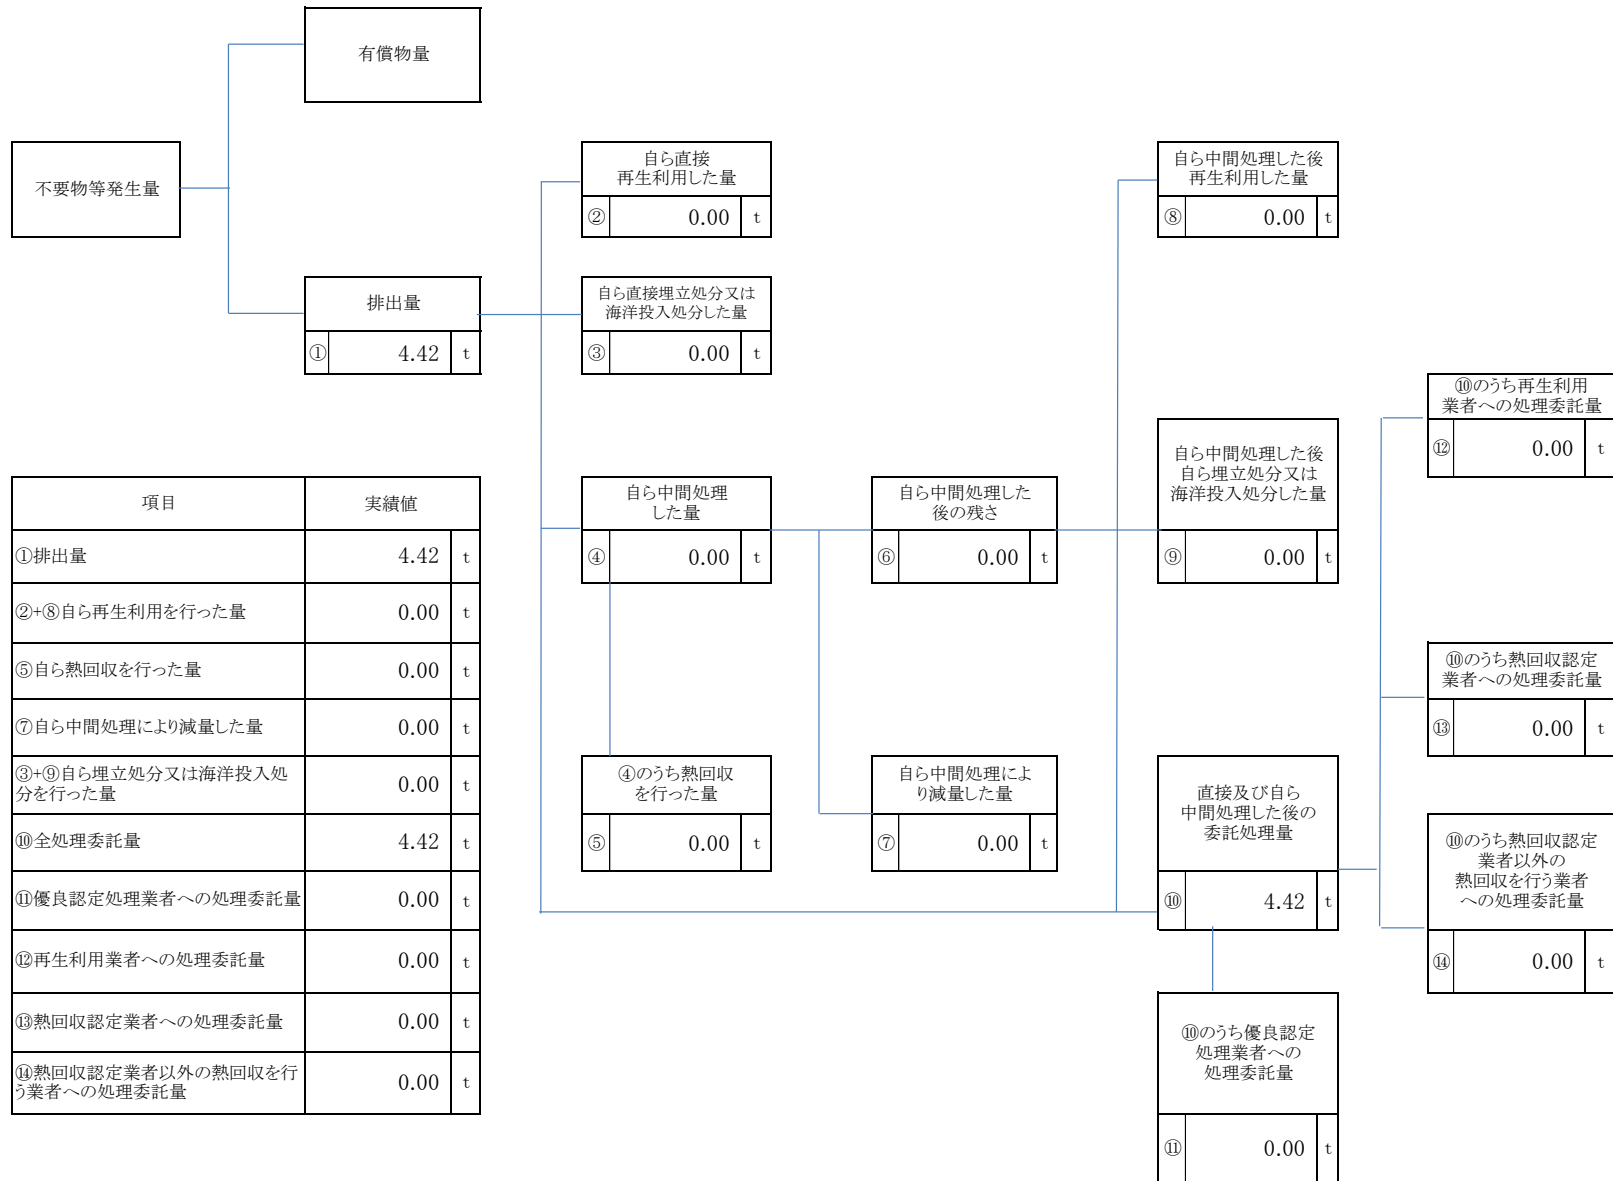 有償物量
不要物等発生量
自ら直接
再生利用した量
② 0.00 t
自ら中間処理した後
再生利用した量
⑧ 0.00 t
排出量
① 4.42 t
自ら直接埋立処分又は
海洋投入処分した量
③ 0.00 t
⑩のうち再生利用
業者への処理委託量
⑫ 0.00 t
自ら中間処理した後
自ら埋立処分又は
海洋投入処分した量
⑨ 0.00 t
自ら中間処理
した量
④ 0.00 t
自ら中間処理した
後の残さ
⑥ 0.00 t
項目 実績値
①排出量 4.42 t
②+⑧自ら再生利用を行った量 0.00 t
⑤自ら熱回収を行った量 0.00 t
⑦自ら中間処理により減量した量 0.00 t
③+⑨自ら埋立処分又は海洋投入処
分を行った量 0.00 t
⑩全処理委託量 4.42 t
⑪優良認定処理業者への処理委託量 0.00 t
⑫再生利用業者への処理委託量 0.00 t
⑬熱回収認定業者への処理委託量 0.00 t
⑭熱回収認定業者以外の熱回収を行
う業者への処理委託量 0.00 t
⑩のうち熱回収認定
業者への処理委託量
⑬ 0.00 t
④のうち熱回収
を行った量
⑤ 0.00 t
自ら中間処理によ
り減量した量
⑦ 0.00 t
直接及び自ら
中間処理した後の
委託処理量
⑩ 4.42 t
⑩のうち熱回収認定
業者以外の
熱回収を行う業者
への処理委託量
⑭ 0.00 t
⑩のうち優良認定
処理業者への
処理委託量
⑪ 0.00 t